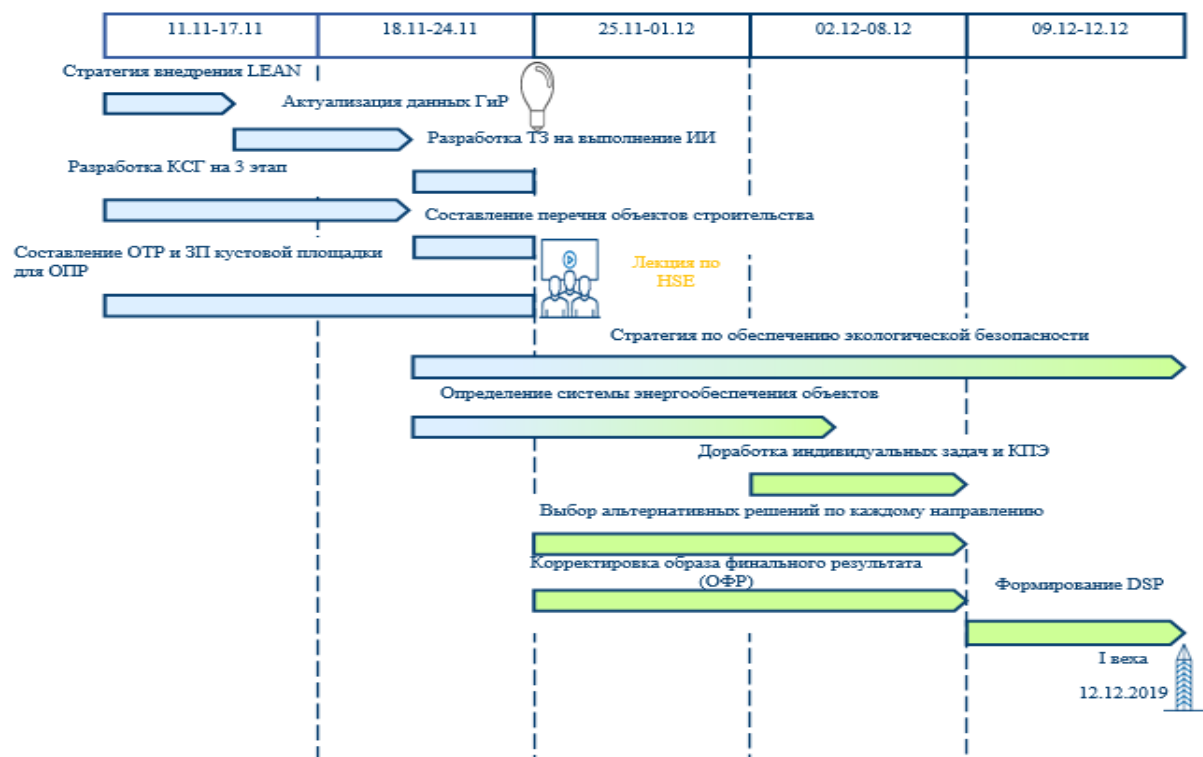 11.11-17.11
18.11-24.11
25.11-01.12
02.12-08.12
09.12-12.12
Стратегия внедрения LEAN
Актуализация данных ГиР
Разработка ТЗ на выполнение ИИ
Разработка КСГ на 3 этап
Составление перечня объектов строительства
Составление ОТР и ЗП кустовой площадки
для ОПР
Лекция по
HSE
Стратегия по обеспечению экологической безопасности
Определение системы энергообеспечения объектов
Доработка индивидуальных задач и КПЭ
Выбор альтернативных решений по каждому направлению
Корректировка образа финального результата
(ОФР)
Формирование DSP
I веха
12.12.2019